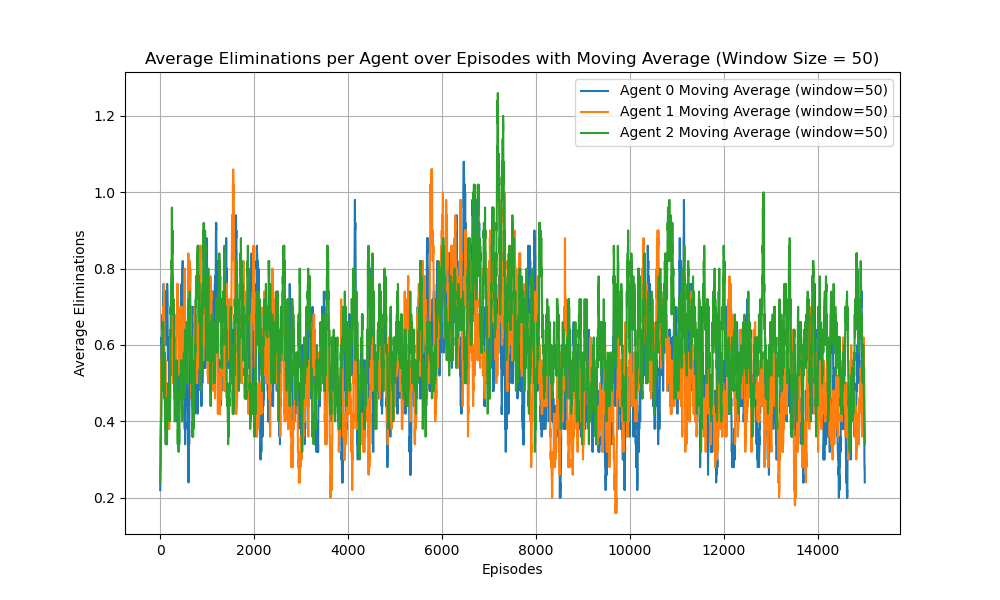 Average Eliminations per Agent over Episodes with Moving Average (Window Size = 50)
Agent 0 Moving Average (window=50)
Agent 1 Moving Average (window=50)
Agent 2 Moving Average (window=50)
Average Eliminations
1.2
1.0
0.8
0.6
0.4
0.2
0 2000 4000 6000 8000 10000 12000 14000
Episodes